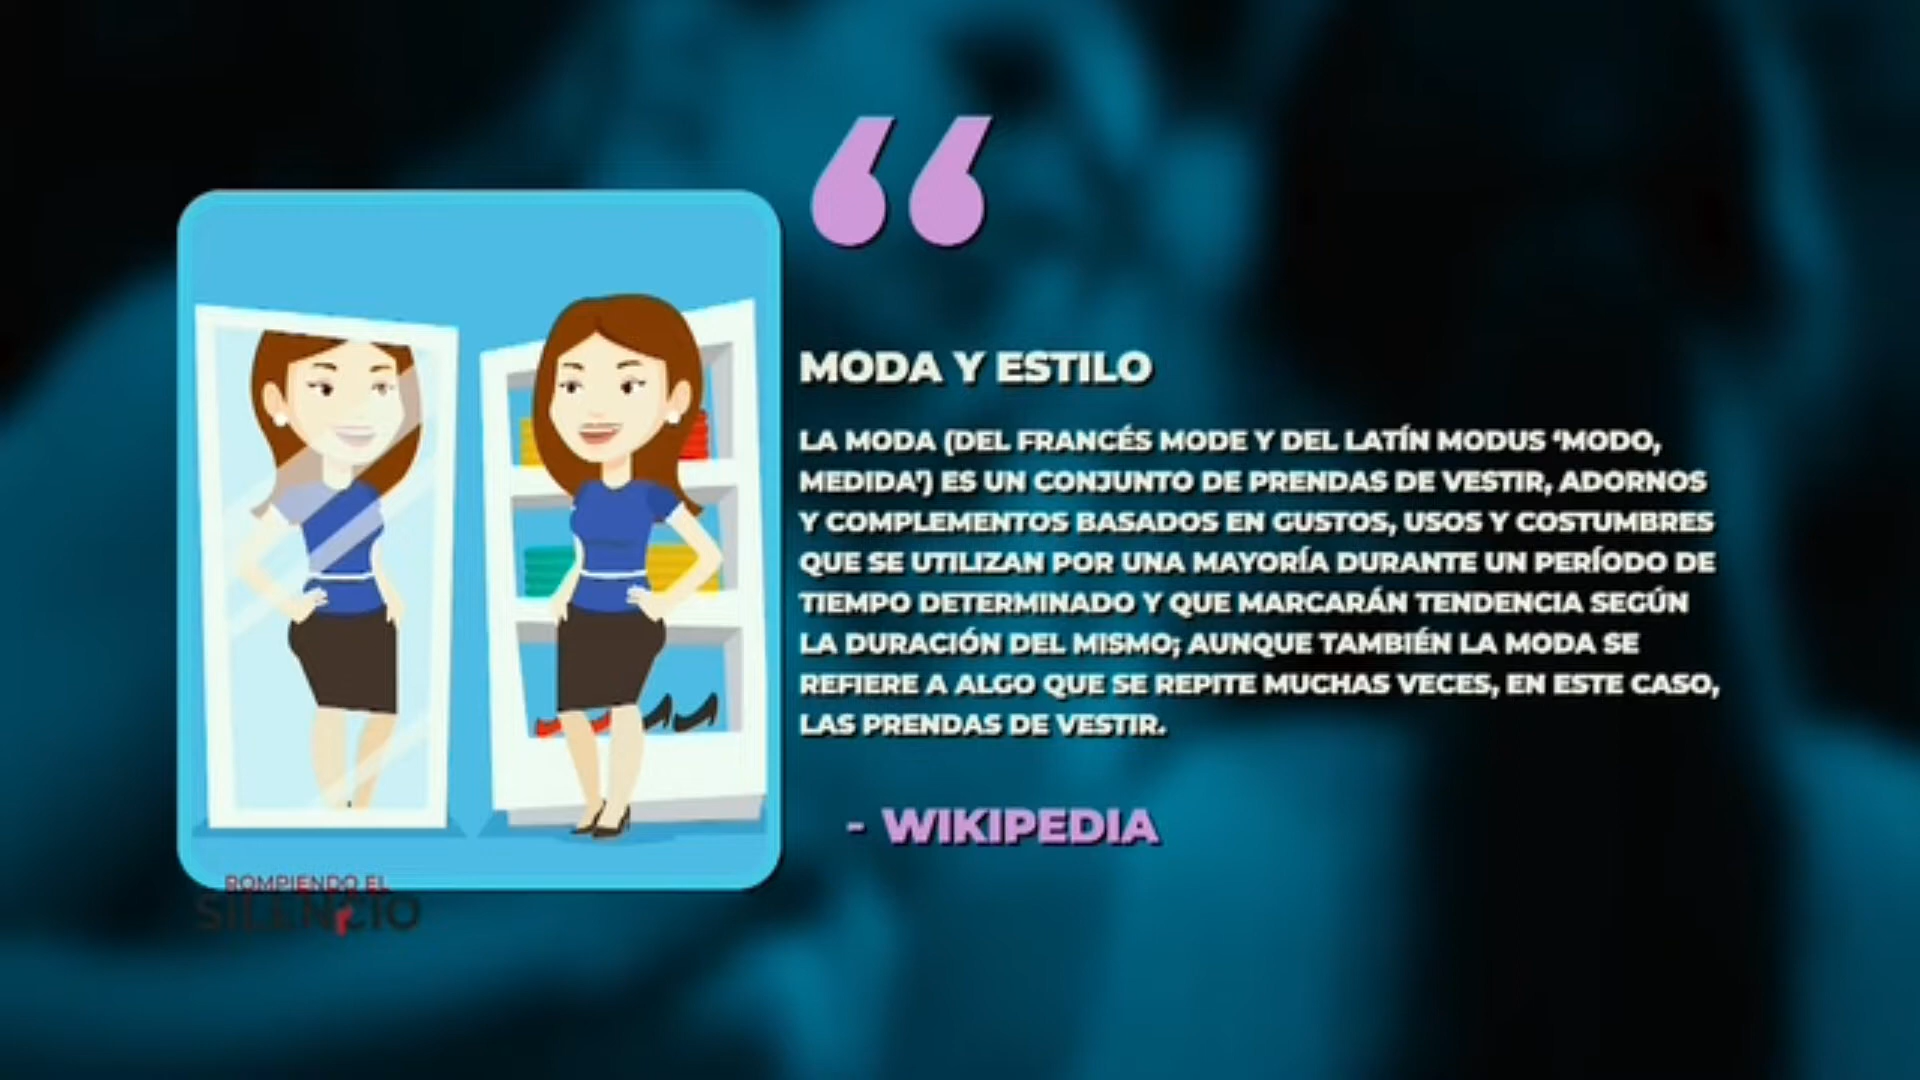 “
MODA Y ESTILO
LA MODA (DEL FRANCÉS MODE Y DEL LATÍN MODUS ‘MODO,
MEDIDA’) ES UN CONJUNTO DE PRENDAS DE VESTIR, ADORNOS
Y COMPLEMENTOS BASADOS EN GUSTOS, USOS Y COSTUMBRES
QUE SE UTILIZAN POR UNA MAYORÍA DURANTE UN PERÍODO DE
TIEMPO DETERMINADO Y QUE MARCARÁN TENDENCIA SEGÚN
LA DURACIÓN DEL MISMO; AUNQUE TAMBIÉN LA MODA SE
REFIERE A ALGO QUE SE REPITE MUCHAS VECES, EN ESTE CASO,
LAS PRENDAS DE VESTIR.
- WIKIPEDIA
ROMPIENDO EL
SILENCIO